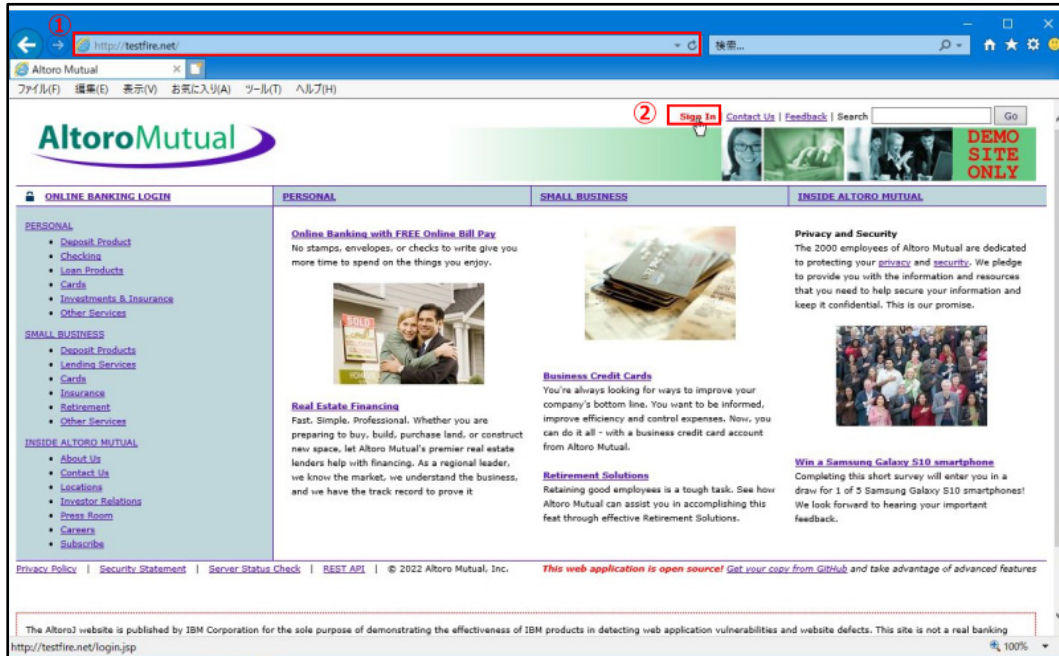 ①
http://testfire.net/
検索...
Altoro Mutual
ファイル(F) 編集(E) 表示(V) お気に入り(A) ツール(T) ヘルプ(H)
②
Sign In | Contact Us | Feedback | Search Go
AltoroMutual
DEMO
SITE
ONLY
ONLINE BANKING LOGIN
PERSONAL
SMALL BUSINESS
INSIDE ALTORO MUTUAL
PERSONAL
Deposit Product
Checking
Loan Products
Cards
Investments & Insurance
Other Services
SMALL BUSINESS
Deposit Products
Lending Services
Cards
Insurance
Retirement
Other Services
INSIDE ALTORO MUTUAL
About Us
Contact Us
Locations
Investor Relations
Press Room
Careers
Subscribe
Online Banking with FREE Online Bill Pay
No stamps, envelopes, or checks to write give you
more time to spend on the things you enjoy.
SOLD
Real Estate Financing
Fast. Simple. Professional. Whether you are
preparing to buy, build, purchase land, or construct
new space, let Altoro Mutual's premier real estate
lenders help with financing. As a regional leader,
we know the market, we understand the business,
and we have the track record to prove it
Business Credit Cards
You're always looking for ways to improve your
company's bottom line. You want to be informed,
improve efficiency and control expenses. Now, you
can do it all - with a business credit card account
from Altoro Mutual.
Retirement Solutions
Retaining good employees is a tough task. See how
Altoro Mutual can assist you in accomplishing this
feat through effective Retirement Solutions.
Privacy and Security
The 2000 employees of Altoro Mutual are dedicated
to protecting your privacy and security. We pledge
to provide you with the information and resources
that you need to help secure your information and
keep it confidential. This is our promise.
Win a Samsung Galaxy S10 smartphone
Completing this short survey will enter you in a
draw for 1 of 5 Samsung Galaxy S10 smartphones!
We look forward to hearing your important
feedback.
Privacy Policy | Security Statement | Server Status Check | REST API | © 2022 Altoro Mutual, Inc.
This web application is open source! Get your copy from GitHub and take advantage of advanced features
The AltoroJ website is published by IBM Corporation for the sole purpose of demonstrating the effectiveness of IBM products in detecting web application vulnerabilities and website defects. This site is not a real banking
http://testfire.net/login.jsp
100%